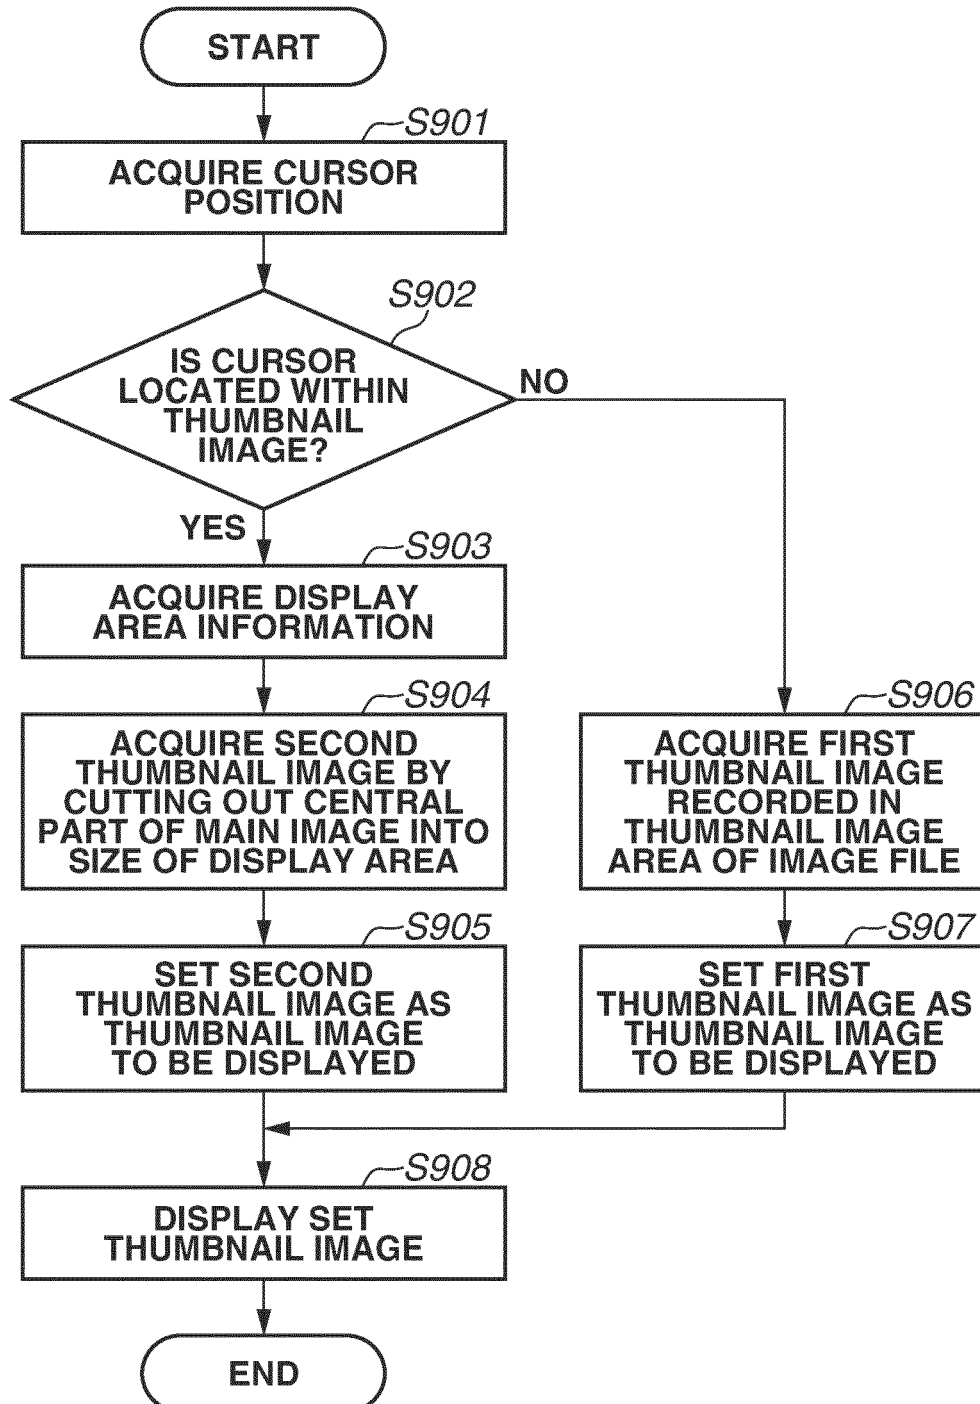 START
S901
ACQUIRE CURSOR
POSITION
S902
IS CURSOR
LOCATED WITHIN
THUMBNAIL
IMAGE?
NO
YES
S903
ACQUIRE DISPLAY
AREA INFORMATION
S904
ACQUIRE SECOND
THUMBNAIL IMAGE BY
CUTTING OUT CENTRAL
PART OF MAIN IMAGE INTO
SIZE OF DISPLAY AREA
S906
ACQUIRE FIRST
THUMBNAIL IMAGE
RECORDED IN
THUMBNAIL IMAGE
AREA OF IMAGE FILE
S905
SET SECOND
THUMBNAIL IMAGE AS
THUMBNAIL IMAGE
TO BE DISPLAYED
S907
SET FIRST
THUMBNAIL IMAGE AS
THUMBNAIL IMAGE
TO BE DISPLAYED
S908
DISPLAY SET
THUMBNAIL IMAGE
END